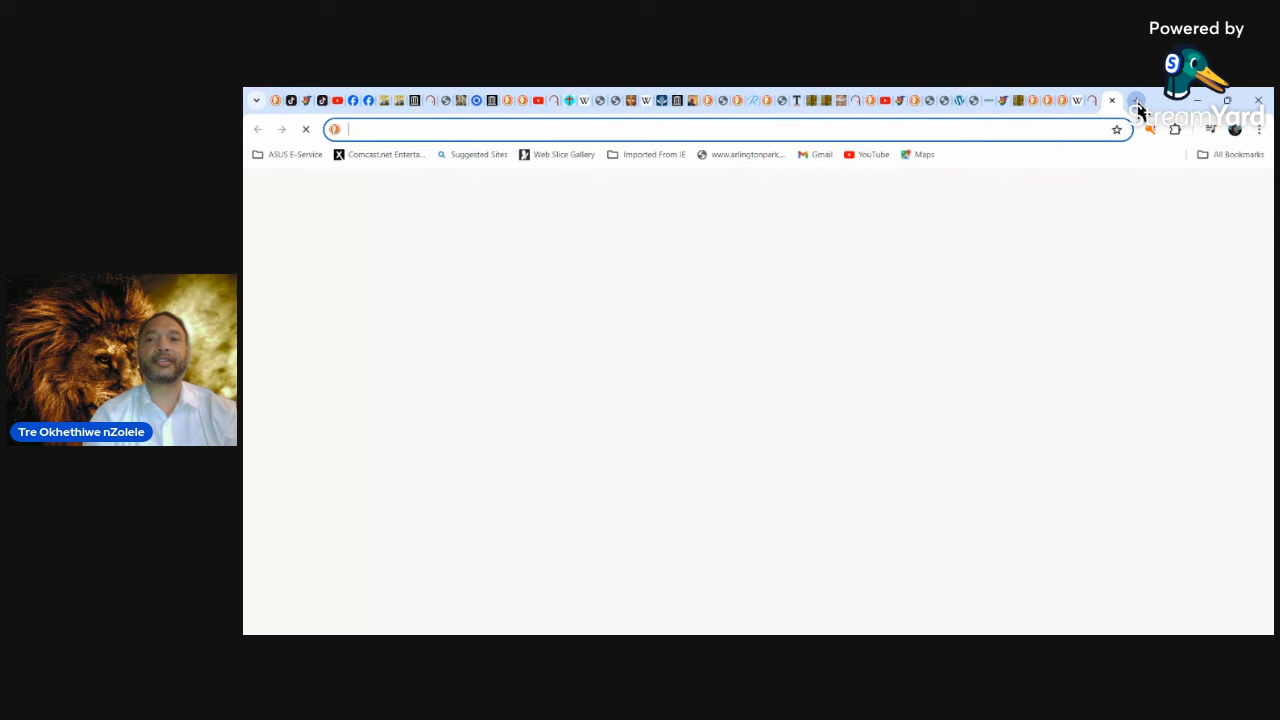 Powered by
StreamYard
ASUS E-Service
Comcast.net Enterta...
Suggested Sites
Web Slice Gallery
Imported From IE
www.arlingtonpark....
Gmail
YouTube
Maps
All Bookmarks
Tre Okhethiwe nZolele